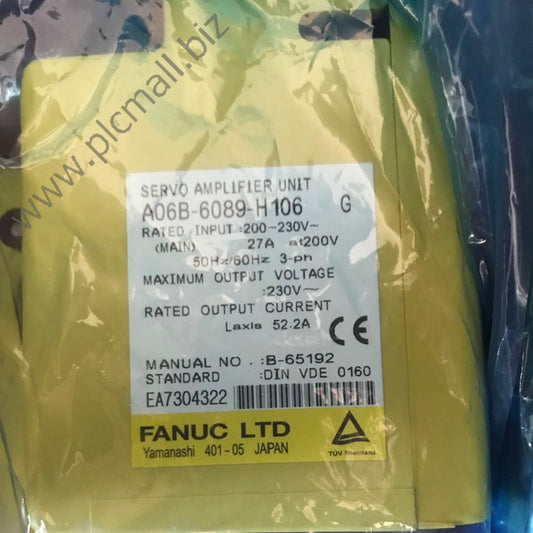 www.plcmall.biz
SERVO AMPLIFIER UNIT
A06B-6089-H106 G
RATED INPUT :200~230V~
(MAIN) 27A at200V
50Hz/60Hz 3-ph
MAXIMUM OUTPUT VOLTAGE
:230V~
RATED OUTPUT CURRENT
Laxis 52.2A
CE
MANUAL NO. :B-65192
STANDARD :DIN VDE 0160
EA7304322
FANUC LTD
Yamanashi 401-05 JAPAN
TÜV Rheinland